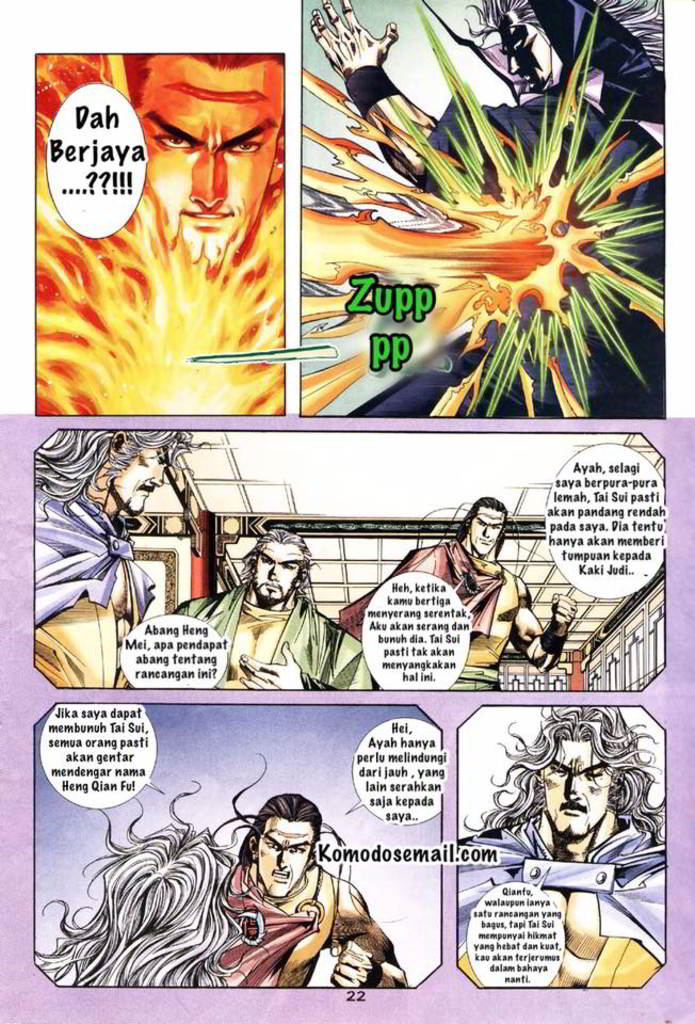 Dah
Berjaya
....??!!!
Zupp
pp
Ayah, selagi
saya berpura-pura
lemah, Tai Sui pasti
akan pandang rendah
pada saya. Dia tentu
hanya akan memberi
tumpuan kepada
Kaki Judi..
Heh, ketika
kamu bertiga
menyerang serentak,
Aku akan serang dan
bunuh dia. Tai Sui
pasti tak akan
menyangkakan
hal ini.
Abang Heng
Mei, apa pendapat
abang tentang
rancangan ini?
Jika saya dapat
membunuh Tai Sui,
semua orang pasti
akan gentar
mendengar nama
Heng Qian Fu!
Hei,
Ayah hanya
perlu melindungi
dari jauh , yang
lain serahkan
saja kepada
saya..
Komodosemail.com
Qianfu,
walaupun ianya
satu rancangan yang
bagus, tapi Tai Sui
mempunyai hikmat
yang hebat dan kuat,
kau akan terjerumus
dalam bahaya
nanti.
22